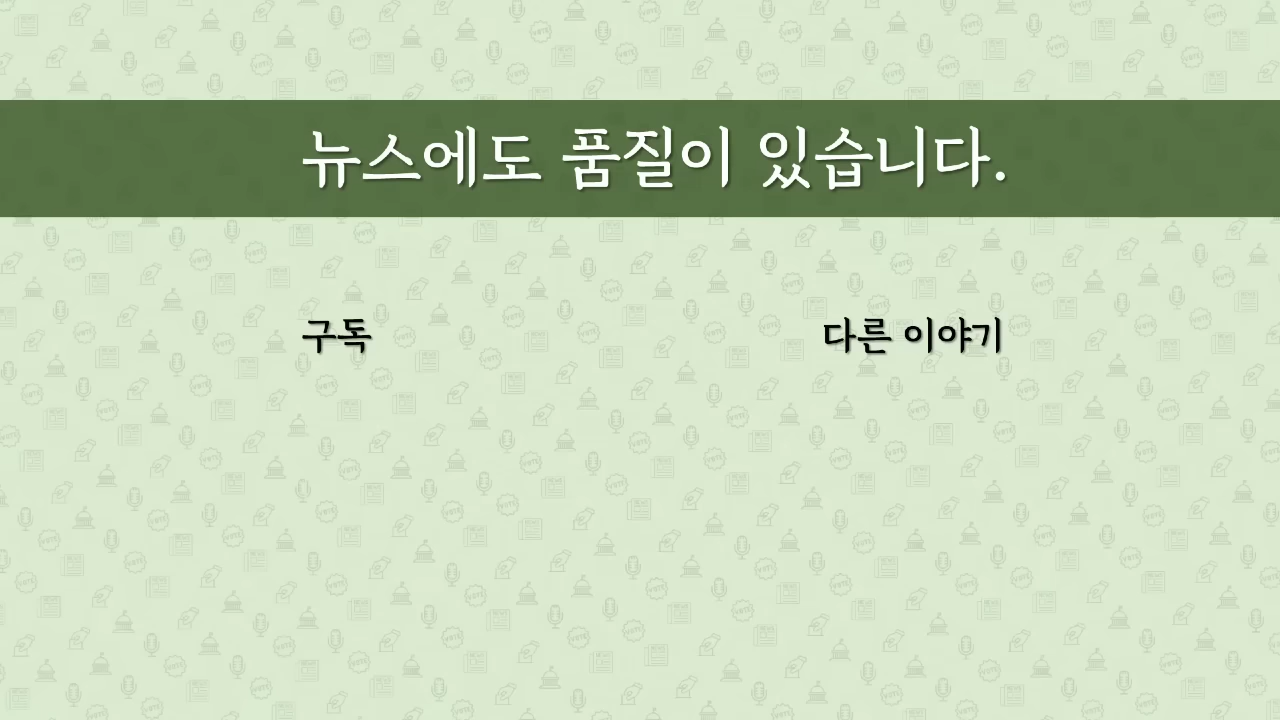 뉴스에도 품질이 있습니다.
구독
다른 이야기